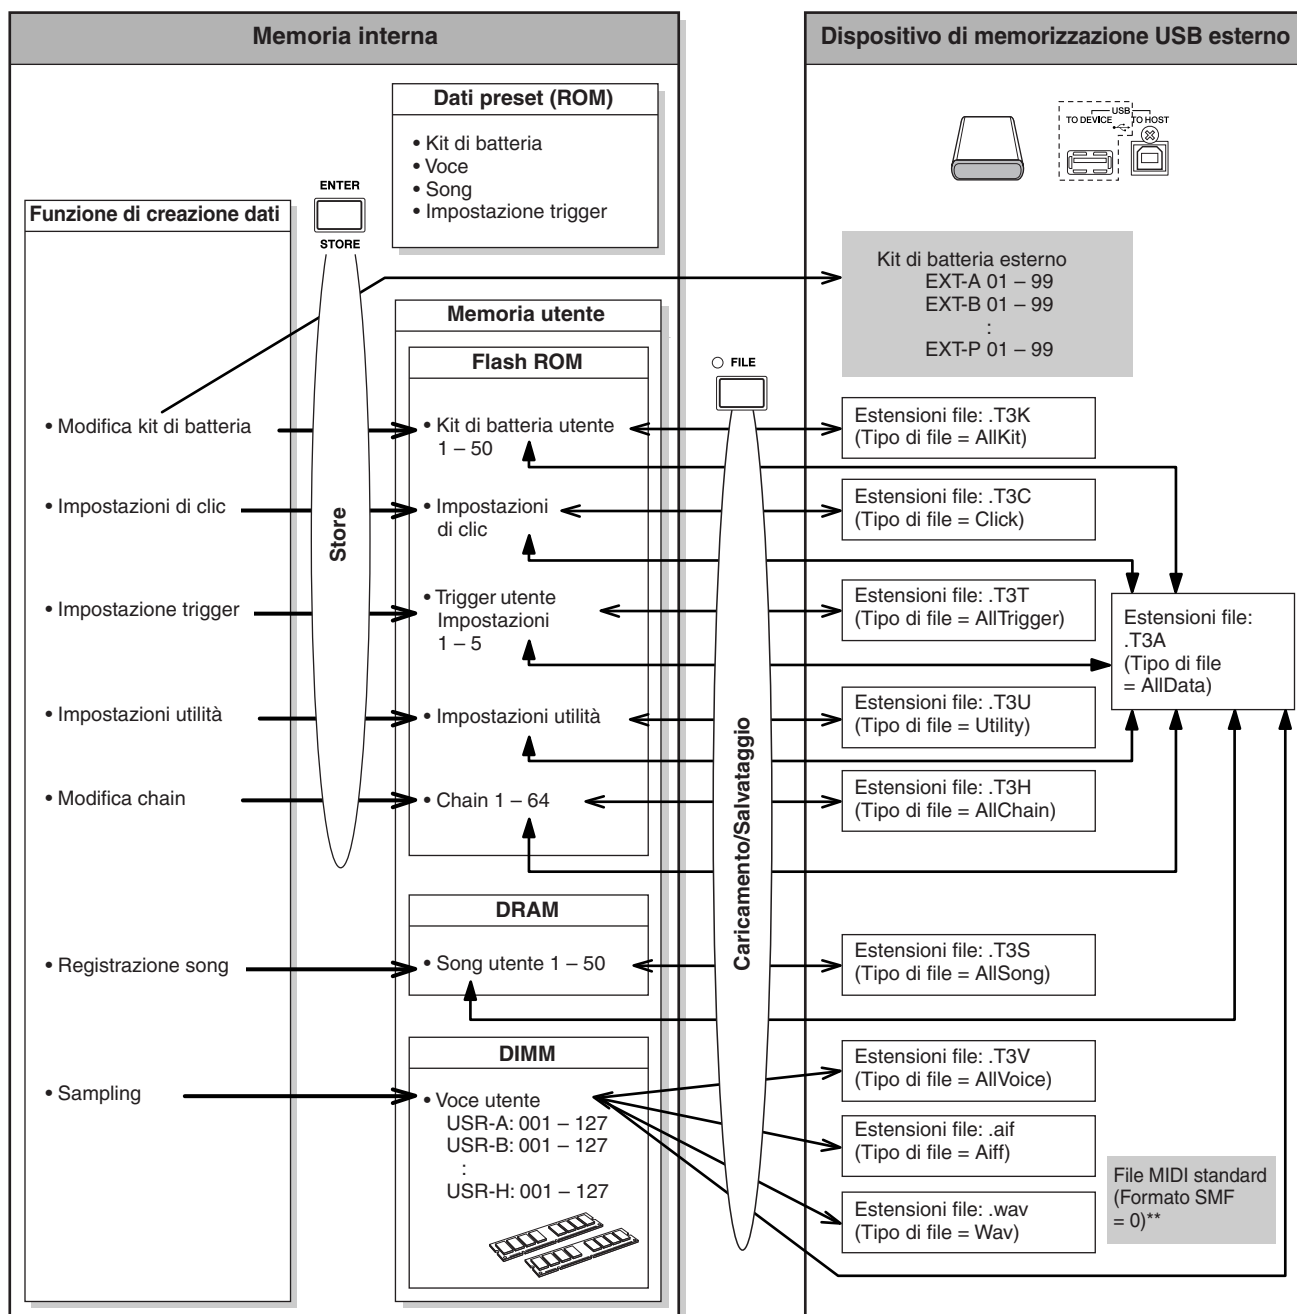 Memoria interna
Dispositivo di memorizzazione USB esterno
Dati preset (ROM)
• Kit di batteria
• Voce
• Song
• Impostazione trigger
USB
TO DEVICE
TO HOST
ENTER
STORE
Funzione di creazione dati
Kit di batteria esterno
EXT-A 01 – 99
EXT-B 01 – 99
:
EXT-P 01 – 99
Memoria utente
Flash ROM
FILE
• Modifica kit di batteria
• Kit di batteria utente
1 – 50
Estensioni file: .T3K
(Tipo di file = AllKit)
• Impostazioni di clic
• Impostazioni
di clic
Estensioni file: .T3C
(Tipo di file = Click)
Store
• Impostazione trigger
• Trigger utente
Impostazioni
1 – 5
Estensioni file: .T3T
(Tipo di file = AllTrigger)
Estensioni file:
.T3A
(Tipo di file
= AllData)
• Impostazioni utilità
• Impostazioni utilità
Estensioni file: .T3U
(Tipo di file = Utility)
Caricamento/Salvataggio
• Modifica chain
• Chain 1 – 64
Estensioni file: .T3H
(Tipo di file = AllChain)
DRAM
• Registrazione song
• Song utente 1 – 50
Estensioni file: .T3S
(Tipo di file = AllSong)
DIMM
• Sampling
• Voce utente
USR-A: 001 – 127
USR-B: 001 – 127
:
USR-H: 001 – 127
Estensioni file: .T3V
(Tipo di file = AllVoice)
Estensioni file: .aif
(Tipo di file = Aiff)
Estensioni file: .wav
(Tipo di file = Wav)
File MIDI standard
(Formato SMF
= 0)**